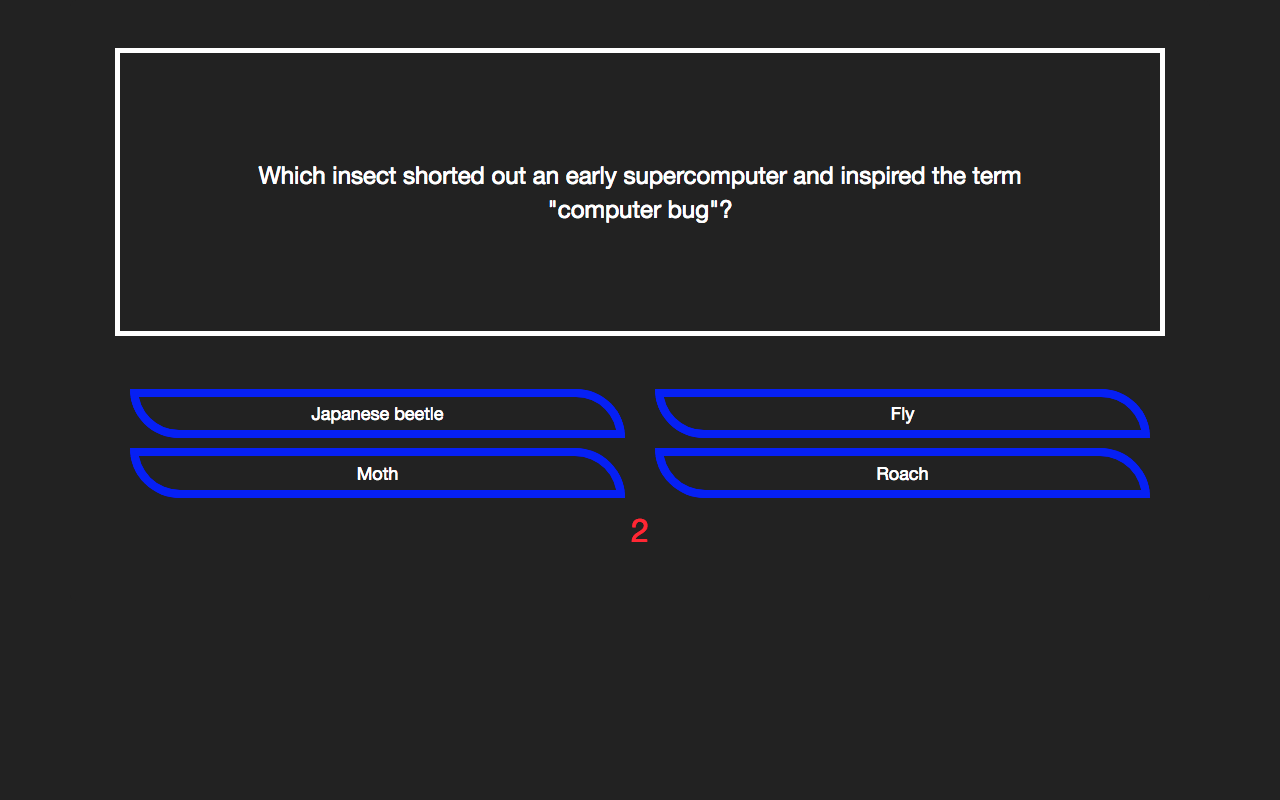 Which insect shorted out an early supercomputer and inspired the term
"computer bug"?
Japanese beetle
Fly
Moth
Roach
2